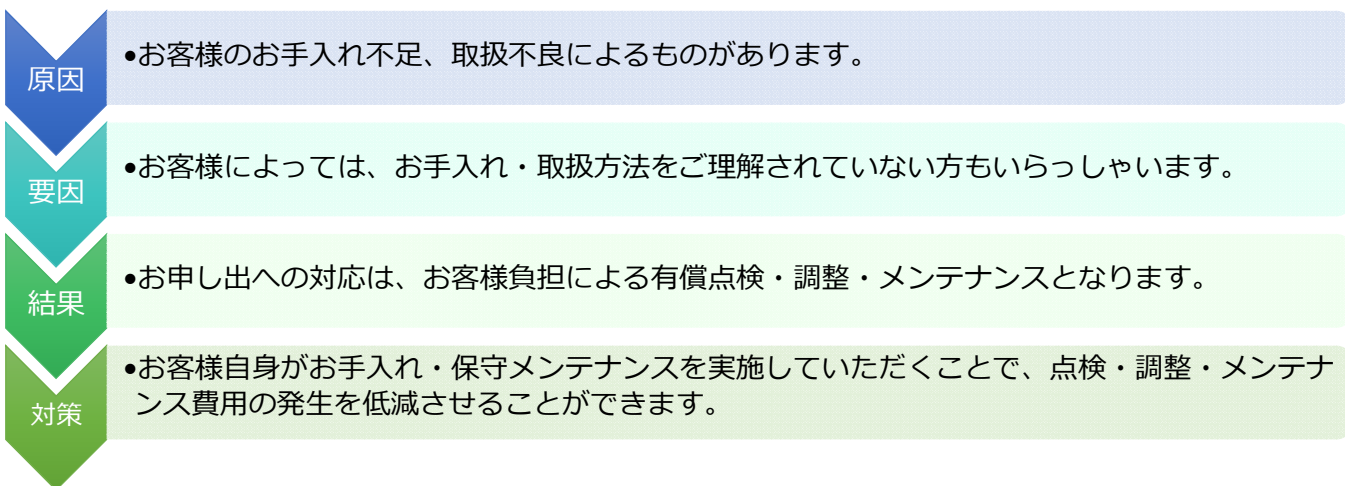 原因
•お客様のお手入れ不足、取扱不良によるものがあります。
要因
•お客様によっては、お手入れ・取扱方法をご理解されていない方もいらっしゃいます。
結果
•お申し出への対応は、お客様負担による有償点検・調整・メンテナンスとなります。
対策
•お客様自身がお手入れ・保守メンテナンスを実施していただくことで、点検・調整・メンテナ
ンス費用の発生を低減させることができます。